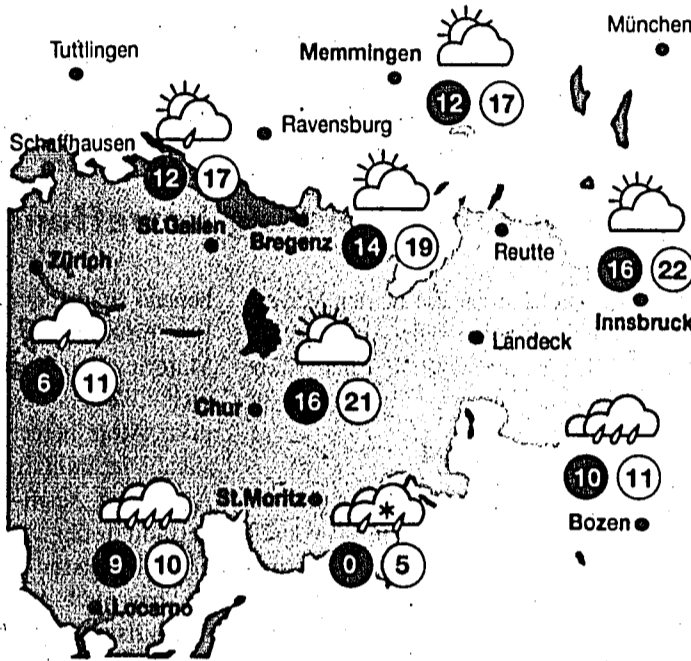 München
Tuttlingen
Memmingen
12 17
Ravensburg
Schaffhausen
12 17
St.Gallen
Bregenz
14 19
Reutte
Zürich
16 22
Innsbruck
Landeck
6 11
16 21
Chur
10 11
St.Moritz
Bozen
9 10
0 5
Locarno